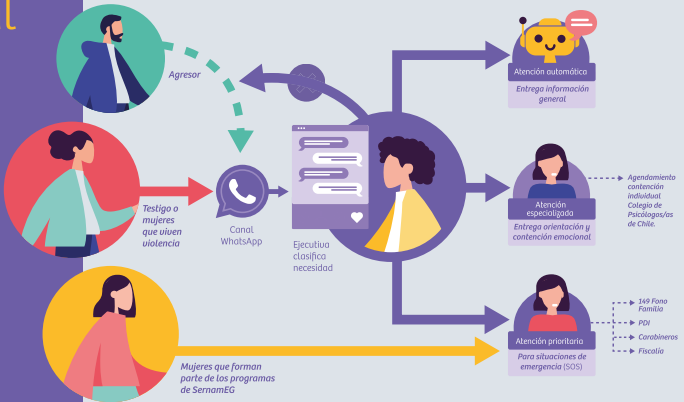 Agresor
Testigo o
mujeres
que viven
violencia
Canal
WhatsApp
Ejecutiva
clasifica
necesidad
Mujeres que forman
parte de los programas
de SernamEG
Atención automática
Entrega información
general
Atención
especializada
Entrega orientación y
contención emocional
Agendamiento
contención
individual
Colegio de
Psicólogos/as
de Chile.
Atención prioritaria
Para situaciones de
emergencia (SOS)
149 Fono
Familia
PDI
Carabineros
Fiscalía